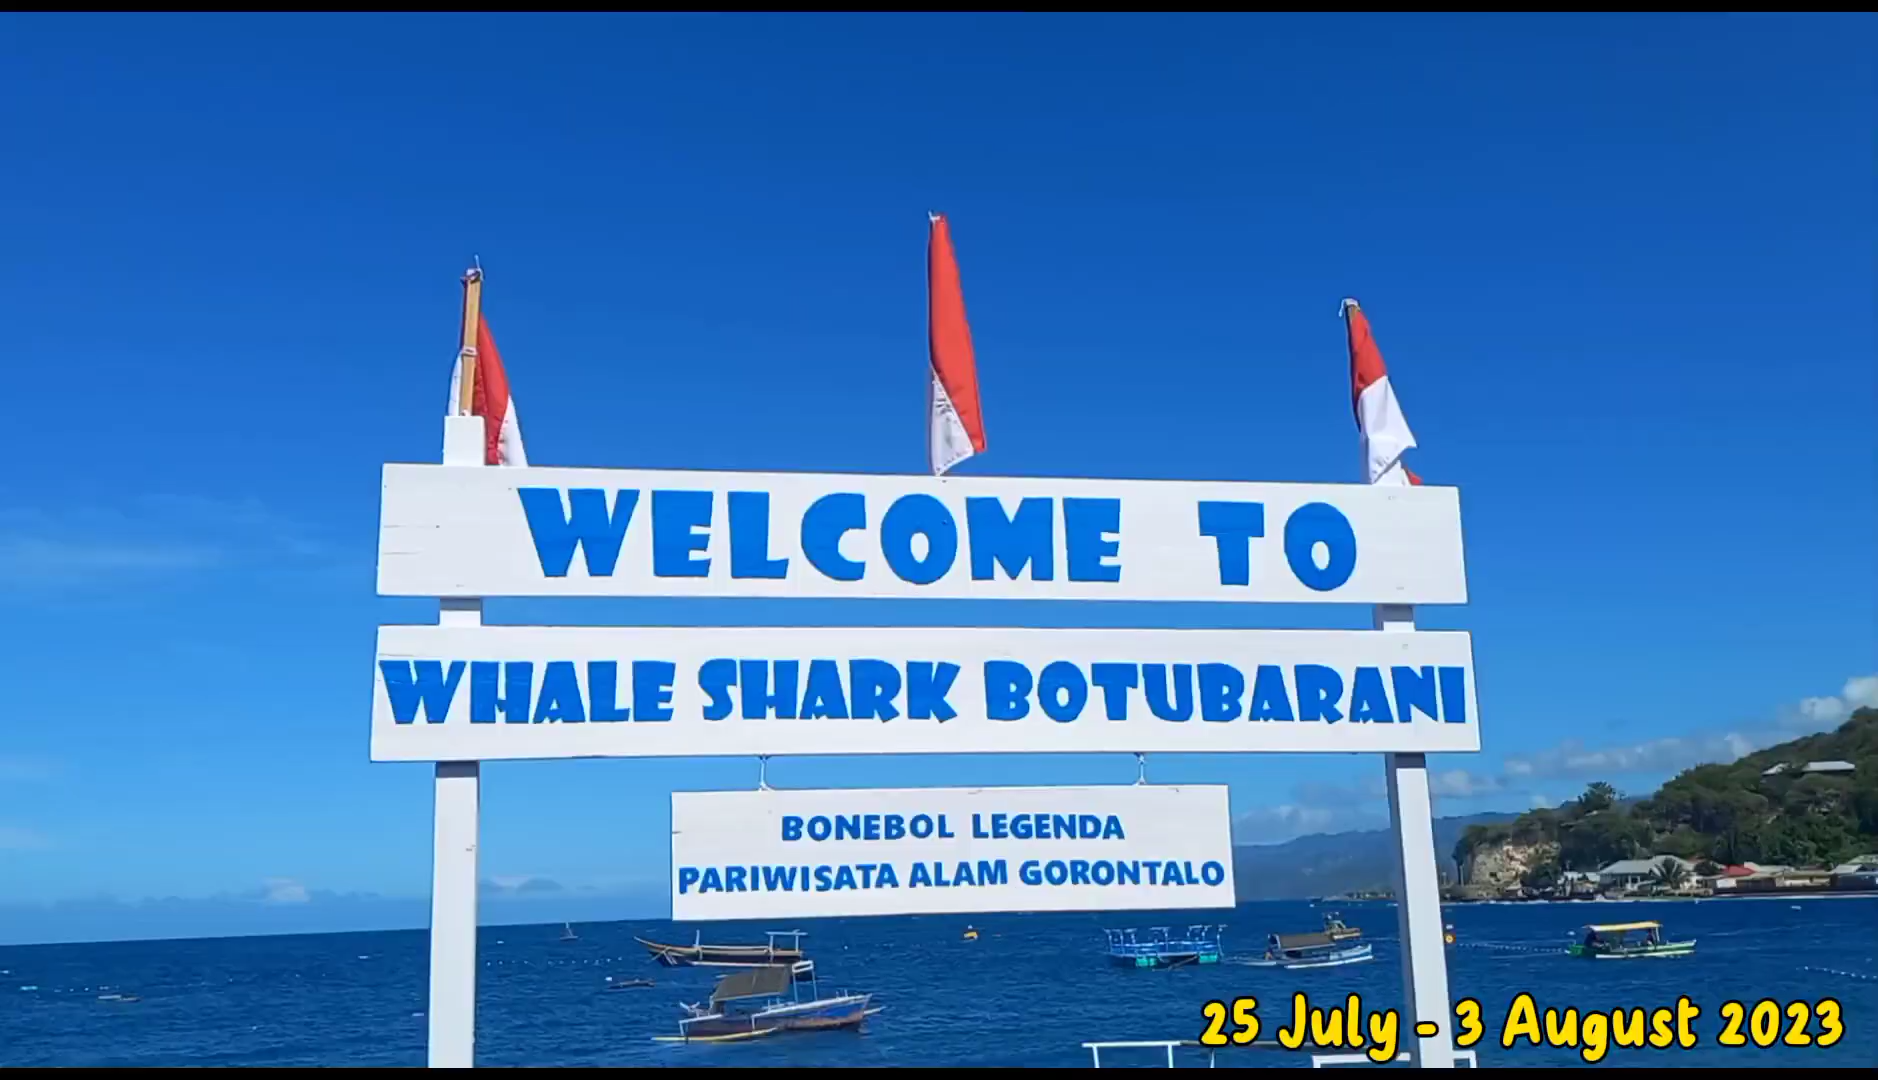 WELCOME TO
WHALE SHARK BOTUBARANI
BONEBOL LEGENDA
PARIWISATA ALAM GORONTALO
25 July - 3 August 2023